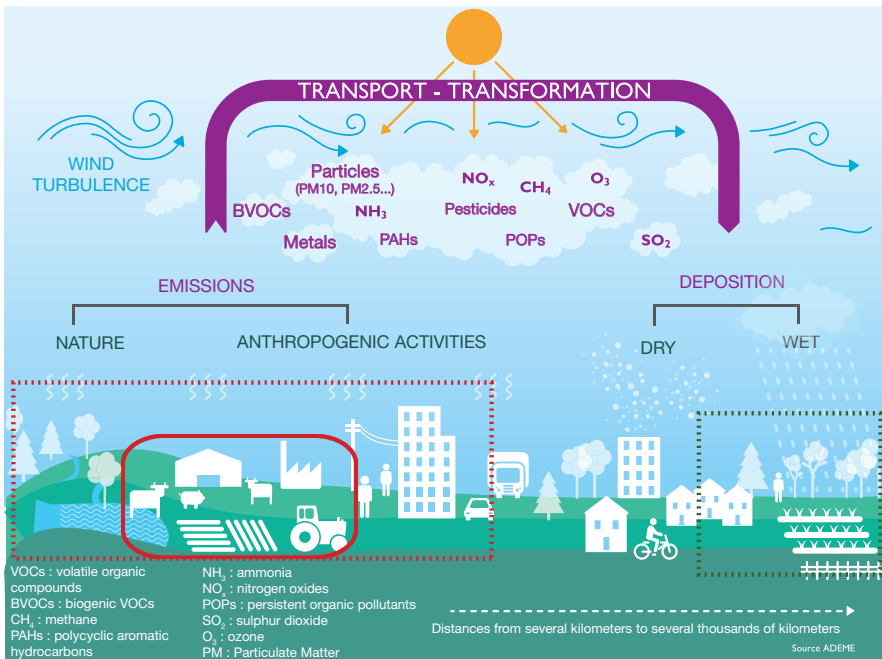 TRANSPORT - TRANSFORMATION
WIND
TURBULENCE
Particles
(PM10, PM2.5...)
NOₓ
CH₄
O₃
BVOCs
NH₃
Pesticides
VOCs
Metals
PAHs
POPs
SO₂
EMISSIONS
DEPOSITION
NATURE
ANTHROPOGENIC ACTIVITIES
DRY
WET
VOCs : volatile organic
compounds
BVOCs : biogenic VOCs
CH₄ : methane
PAHs : polycyclic aromatic
hydrocarbons
NH₃ : ammonia
NOₓ : nitrogen oxides
POPs : persistent organic pollutants
SO₂ : sulphur dioxide
O₃ : ozone
PM : Particulate Matter
Distances from several kilometers to several thousands of kilometers
Source ADEME